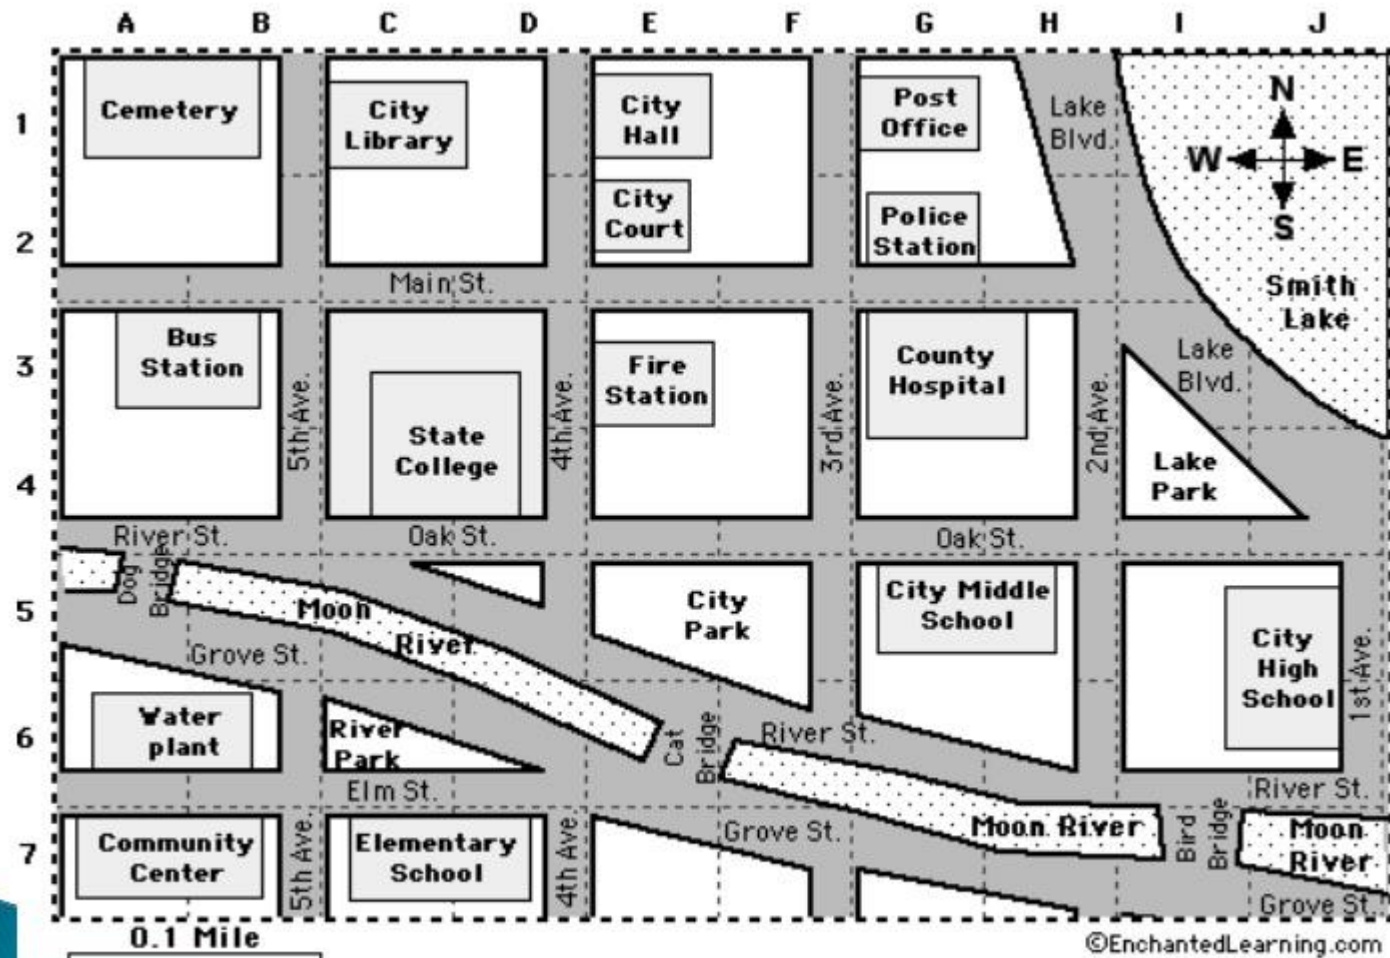 A B C D E F G H I J
1
Cemetery
City
Library
City
Hall
Post
Office
Lake
Blvd.
N
W E
S
2
City
Court
Police
Station
Smith
Lake
Main St.
3
Bus
Station
Fire
Station
County
Hospital
Lake
Blvd.
5th Ave.
4th Ave.
3rd Ave.
2nd Ave.
4
State
College
Lake
Park
River St.
Oak St.
Oak St.
5
Dog
Bridge
Moon
River
City
Park
City Middle
School
City
High
School
1st Ave.
Grove St.
6
Water
plant
River
Park
Cat
Bridge
River St.
Elm St.
River St.
7
Community
Center
5th Ave.
Elementary
School
4th Ave.
Grove St.
Moon River
Bird
Bridge
Moon
River
Grove St.
0.1 Mile
©EnchantedLearning.com